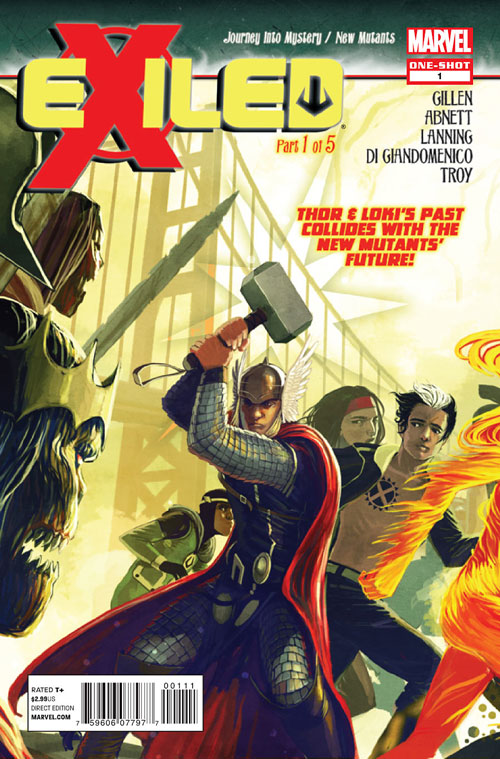 Journey Into Mystery / New Mutants
EXILED
Part 1 of 5
MARVEL
ONE-SHOT
1
GILLEN
ABNETT
LANNING
DI GIANDOMENICO
TROY
THOR & LOKI'S PAST
COLLIDES WITH THE
NEW MUTANTS'
FUTURE!
RATED T+
$2.99US
DIRECT EDITION
MARVEL.COM
00111
7 59606 07797 7